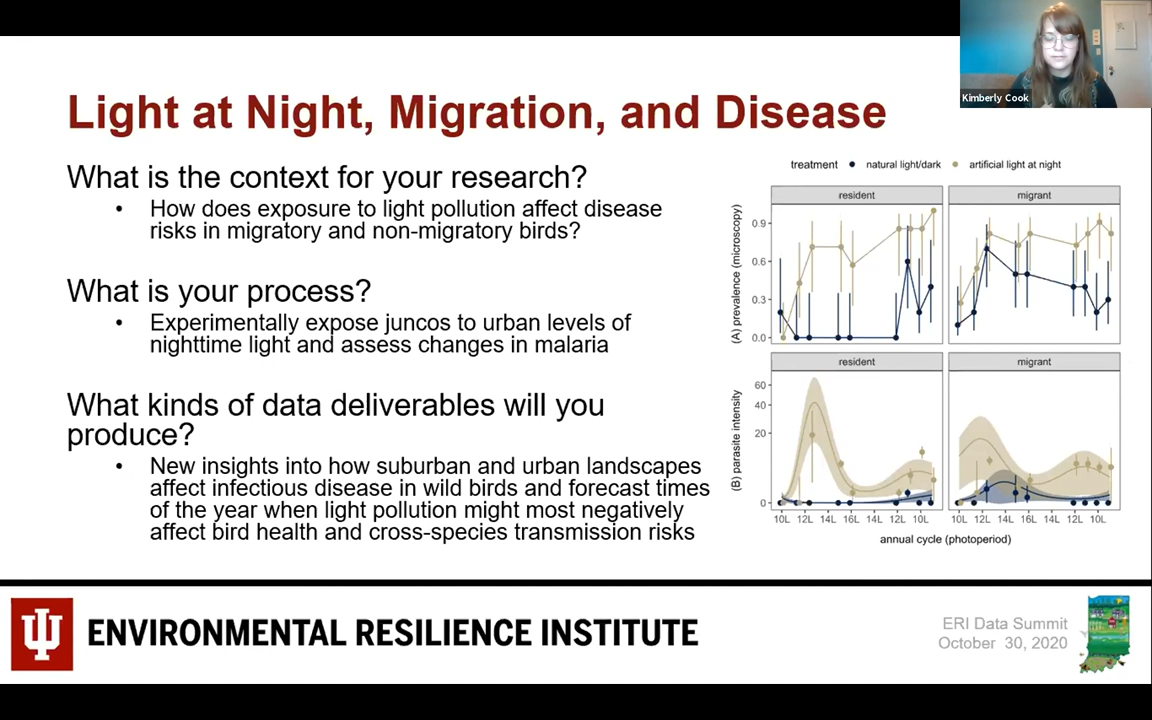 Kimberly Cook
Light at Night, Migration, and Disease
What is the context for your research?
• How does exposure to light pollution affect disease
risks in migratory and non-migratory birds?
What is your process?
• Experimentally expose juncos to urban levels of
nighttime light and assess changes in malaria
What kinds of data deliverables will you
produce?
• New insights into how suburban and urban landscapes
affect infectious disease in wild birds and forecast times
of the year when light pollution might most negatively
affect bird health and cross-species transmission risks
treatment natural light/dark artificial light at night
resident migrant
(A) prevalence (microscopy)
0.9
0.6
0.3
0.0
resident migrant
(B) parasite intensity
60
40
20
0
10L 12L 14L 16L 14L 12L 10L 10L 12L 14L 16L 14L 12L 10L
annual cycle (photoperiod)
ENVIRONMENTAL RESILIENCE INSTITUTE
ERI Data Summit
October 30, 2020